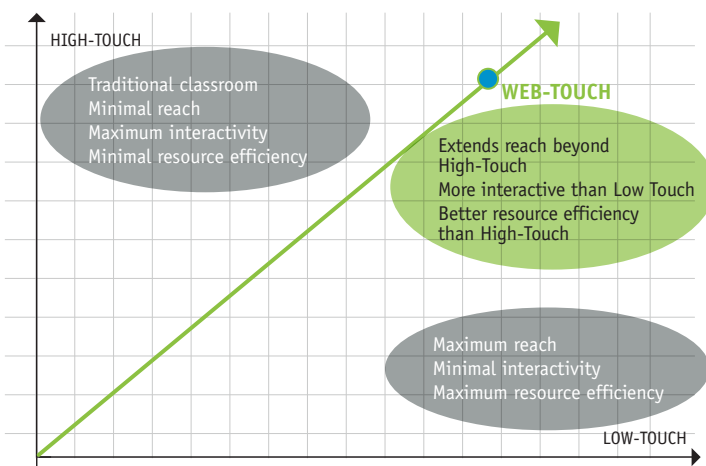 HIGH-TOUCH
Traditional classroom
Minimal reach
Maximum interactivity
Minimal resource efficiency
WEB-TOUCH
Extends reach beyond
High-Touch
More interactive than Low Touch
Better resource efficiency
than High-Touch
Maximum reach
Minimal interactivity
Maximum resource efficiency
LOW-TOUCH